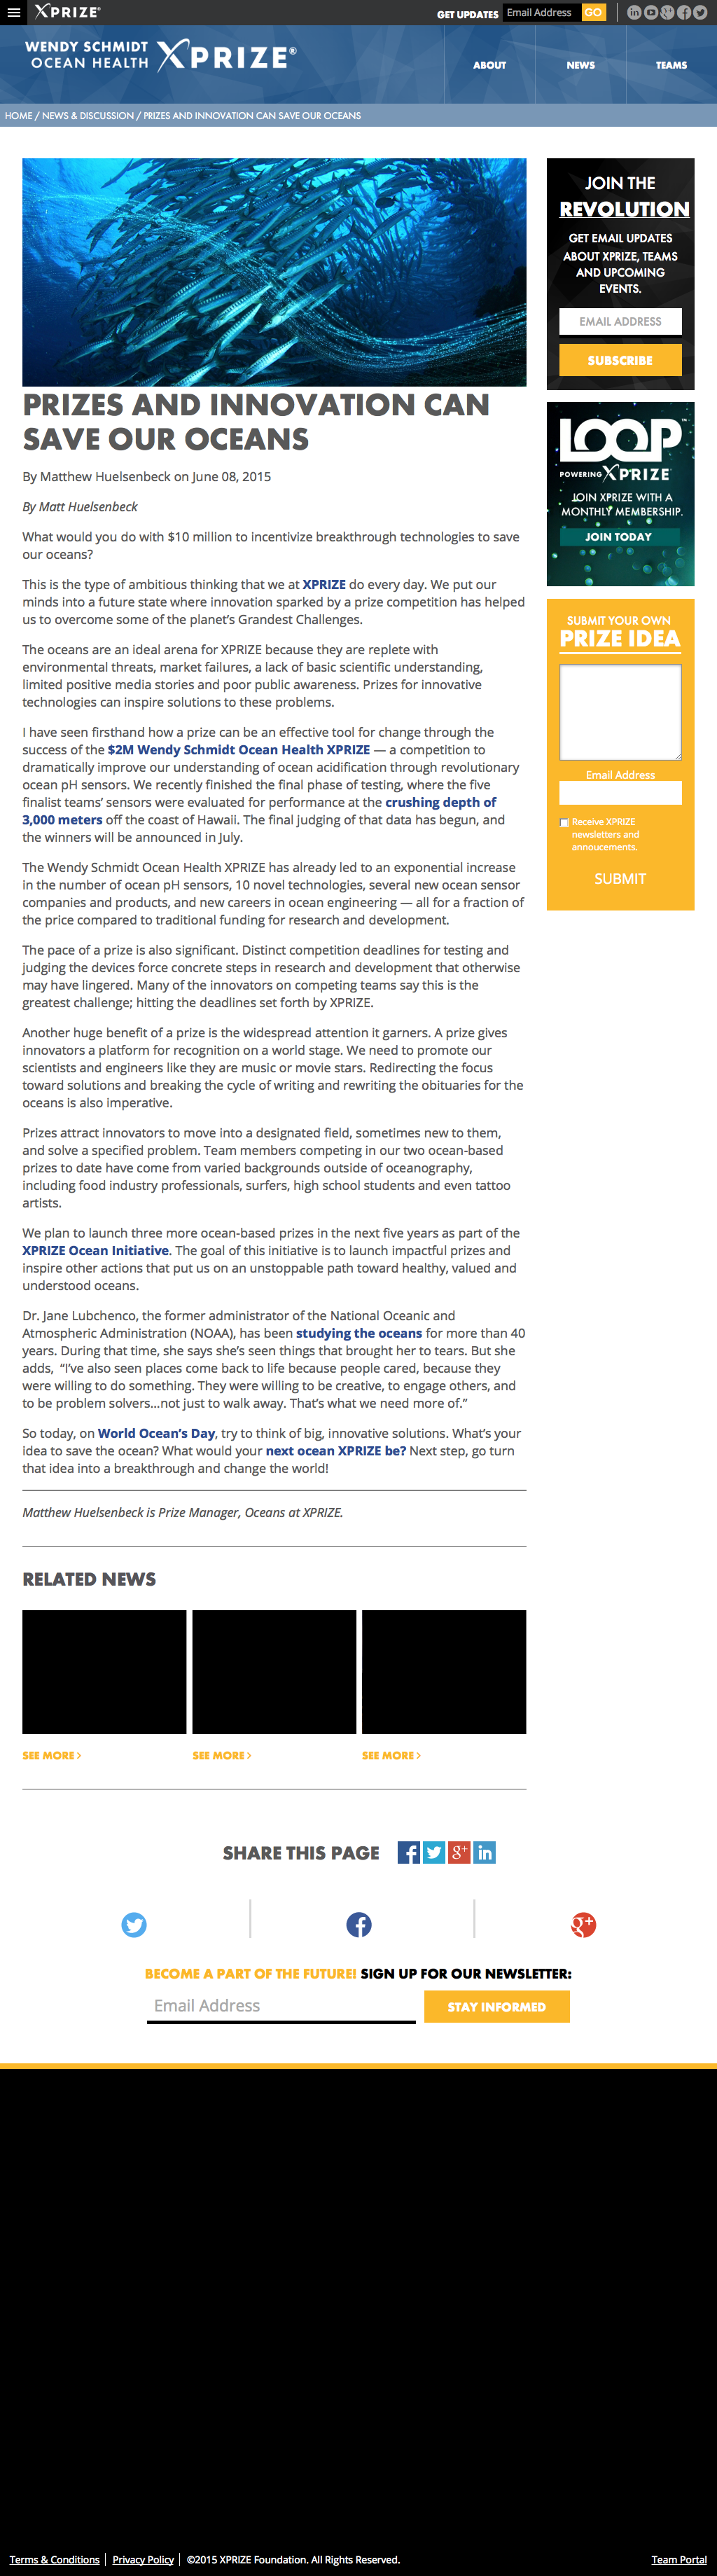 XPRIZE®
GET UPDATES
Email Address
GO
WENDY SCHMIDT
OCEAN HEALTH
XPRIZE®
ABOUT
NEWS
TEAMS
HOME / NEWS & DISCUSSION / PRIZES AND INNOVATION CAN SAVE OUR OCEANS
PRIZES AND INNOVATION CAN
SAVE OUR OCEANS
By Matthew Huelsenbeck on June 08, 2015
By Matt Huelsenbeck
What would you do with $10 million to incentivize breakthrough technologies to save
our oceans?
This is the type of ambitious thinking that we at XPRIZE do every day. We put our
minds into a future state where innovation sparked by a prize competition has helped
us to overcome some of the planet’s Grandest Challenges.
The oceans are an ideal arena for XPRIZE because they are replete with
environmental threats, market failures, a lack of basic scientific understanding,
limited positive media stories and poor public awareness. Prizes for innovative
technologies can inspire solutions to these problems.
I have seen firsthand how a prize can be an effective tool for change through the
success of the $2M Wendy Schmidt Ocean Health XPRIZE — a competition to
dramatically improve our understanding of ocean acidification through revolutionary
ocean pH sensors. We recently finished the final phase of testing, where the five
finalist teams’ sensors were evaluated for performance at the crushing depth of
3,000 meters off the coast of Hawaii. The final judging of that data has begun, and
the winners will be announced in July.
The Wendy Schmidt Ocean Health XPRIZE has already led to an exponential increase
in the number of ocean pH sensors, 10 novel technologies, several new ocean sensor
companies and products, and new careers in ocean engineering — all for a fraction of
the price compared to traditional funding for research and development.
The pace of a prize is also significant. Distinct competition deadlines for testing and
judging the devices force concrete steps in research and development that otherwise
may have lingered. Many of the innovators on competing teams say this is the
greatest challenge; hitting the deadlines set forth by XPRIZE.
Another huge benefit of a prize is the widespread attention it garners. A prize gives
innovators a platform for recognition on a world stage. We need to promote our
scientists and engineers like they are music or movie stars. Redirecting the focus
toward solutions and breaking the cycle of writing and rewriting the obituaries for the
oceans is also imperative.
Prizes attract innovators to move into a designated field, sometimes new to them,
and solve a specified problem. Team members competing in our two ocean-based
prizes to date have come from varied backgrounds outside of oceanography,
including food industry professionals, surfers, high school students and even tattoo
artists.
We plan to launch three more ocean-based prizes in the next five years as part of the
XPRIZE Ocean Initiative. The goal of this initiative is to launch impactful prizes and
inspire other actions that put us on an unstoppable path toward healthy, valued and
understood oceans.
Dr. Jane Lubchenco, the former administrator of the National Oceanic and
Atmospheric Administration (NOAA), has been studying the oceans for more than 40
years. During that time, she says she’s seen things that brought her to tears. But she
adds, “I’ve also seen places come back to life because people cared, because they
were willing to do something. They were willing to be creative, to engage others, and
to be problem solvers...not just to walk away. That’s what we need more of.”
So today, on World Ocean’s Day, try to think of big, innovative solutions. What’s your
idea to save the ocean? What would your next ocean XPRIZE be? Next step, go turn
that idea into a breakthrough and change the world!
Matthew Huelsenbeck is Prize Manager, Oceans at XPRIZE.
RELATED NEWS
SEE MORE ›
SEE MORE ›
SEE MORE ›
JOIN THE
REVOLUTION
GET EMAIL UPDATES
ABOUT XPRIZE, TEAMS
AND UPCOMING
EVENTS.
EMAIL ADDRESS
SUBSCRIBE
LOOP™
POWERING XPRIZE
JOIN XPRIZE WITH A
MONTHLY MEMBERSHIP.
JOIN TODAY
SUBMIT YOUR OWN
PRIZE IDEA
Email Address
Receive XPRIZE
newsletters and
annoucements.
SUBMIT
SHARE THIS PAGE
BECOME A PART OF THE FUTURE! SIGN UP FOR OUR NEWSLETTER:
Email Address
STAY INFORMED
Terms & Conditions
Privacy Policy
©2015 XPRIZE Foundation. All Rights Reserved.
Team Portal